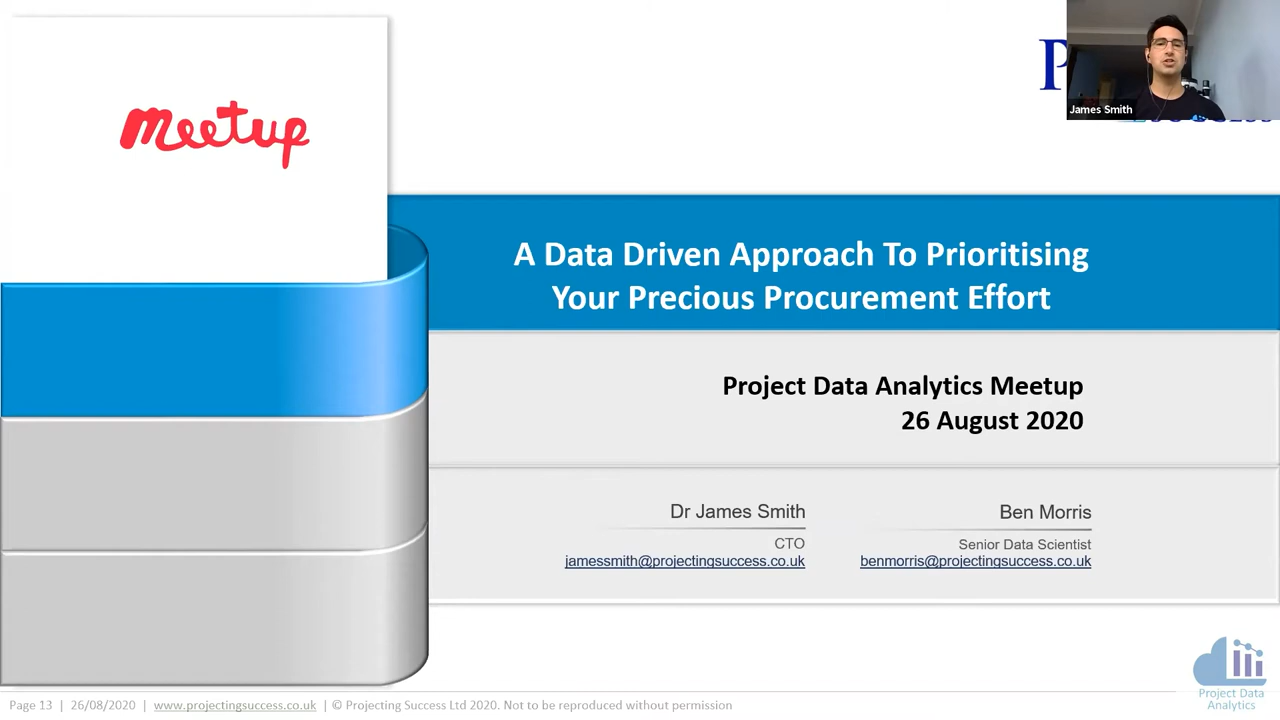 meetup
P
James Smith
A Data Driven Approach To Prioritising
Your Precious Procurement Effort
Project Data Analytics Meetup
26 August 2020
Dr James Smith
CTO
jamessmith@projectingsuccess.co.uk
Ben Morris
Senior Data Scientist
benmorris@projectingsuccess.co.uk
Project Data
Analytics
Page 13 | 26/08/2020 | www.projectingsuccess.co.uk | © Projecting Success Ltd 2020. Not to be reproduced without permission